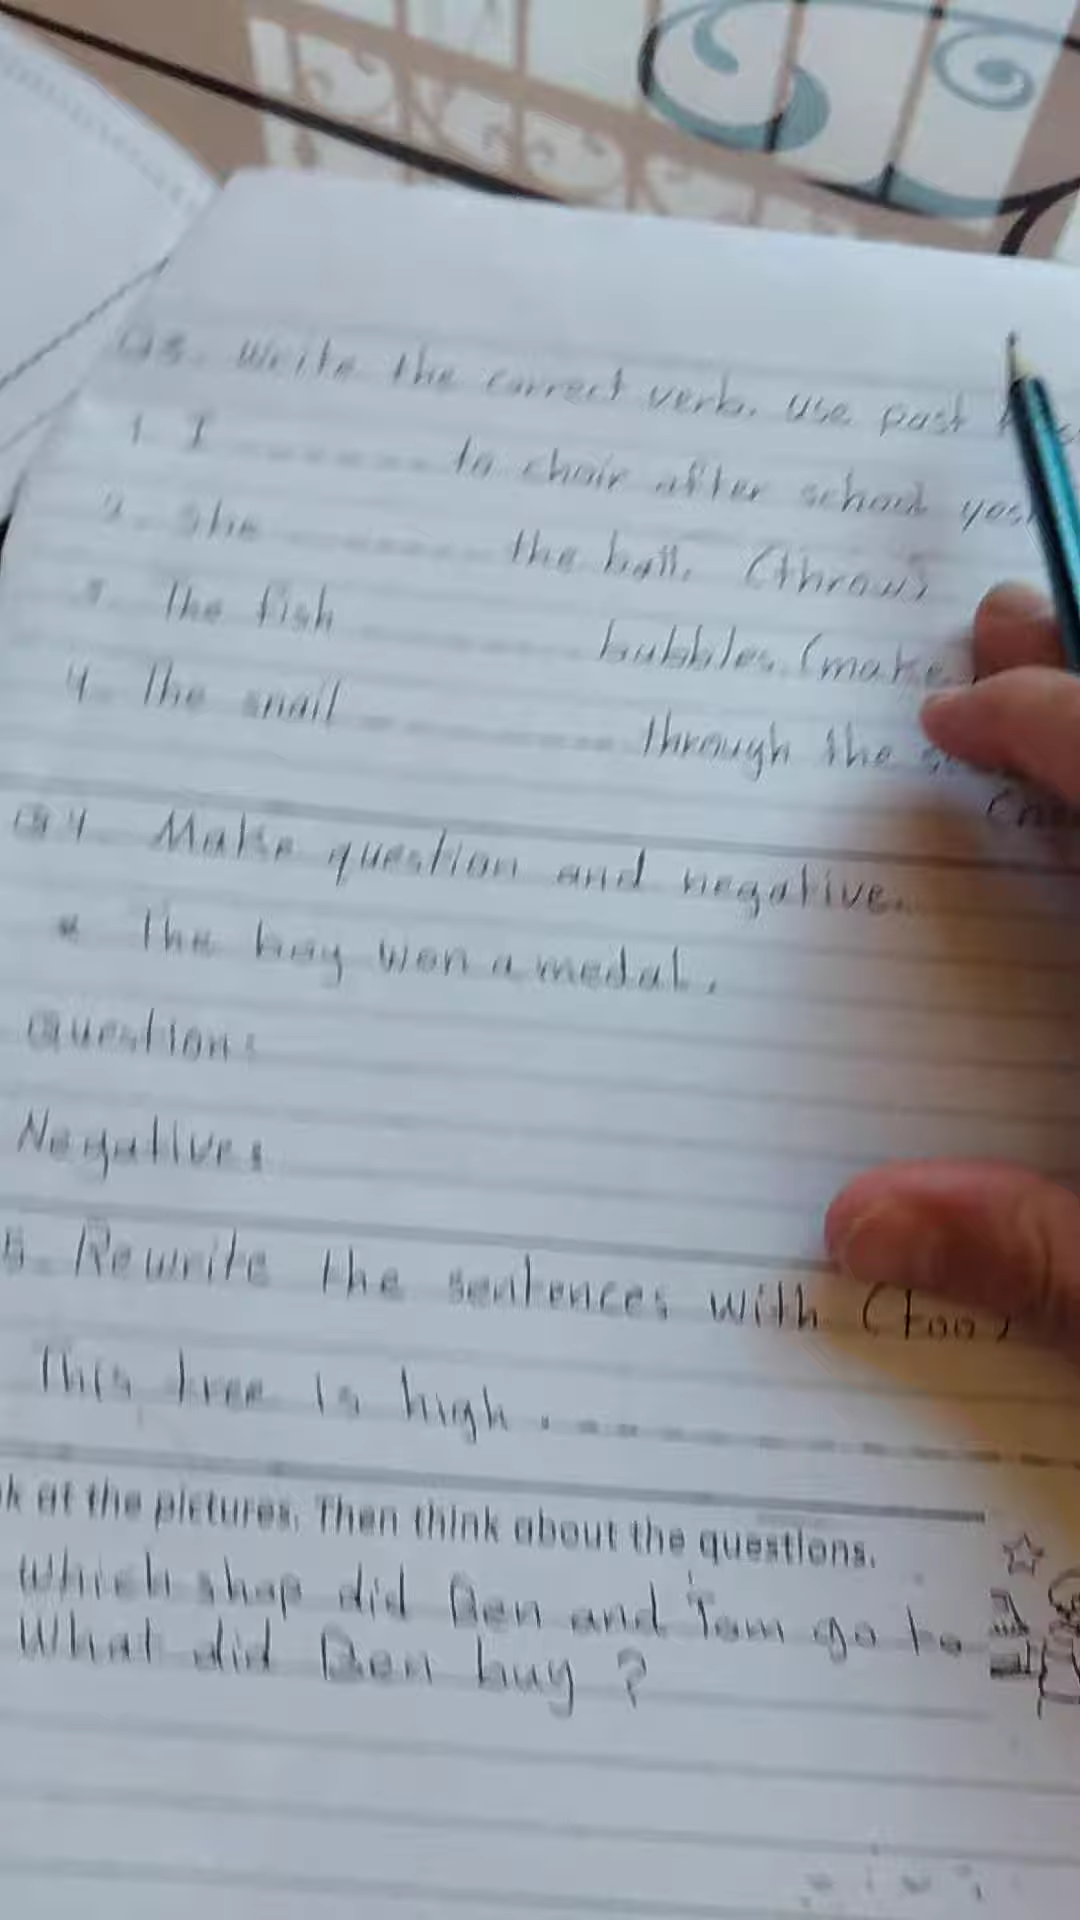 Q3. Write the correct verb. Use past
1. I ------- to choir after school
2. She -------- the ball. (throw)
3. The fish -------- bubbles. (make
4. The snail --------- through the
Q4. Make question and negative.
* The boy won a medal.
Question:
Negative:
5. Rewrite the sentences with (too)
This tree is high. ---------
k at the pictures. Then think about the questions.
Which shop did Ben and Tom go to
What did Ben buy?